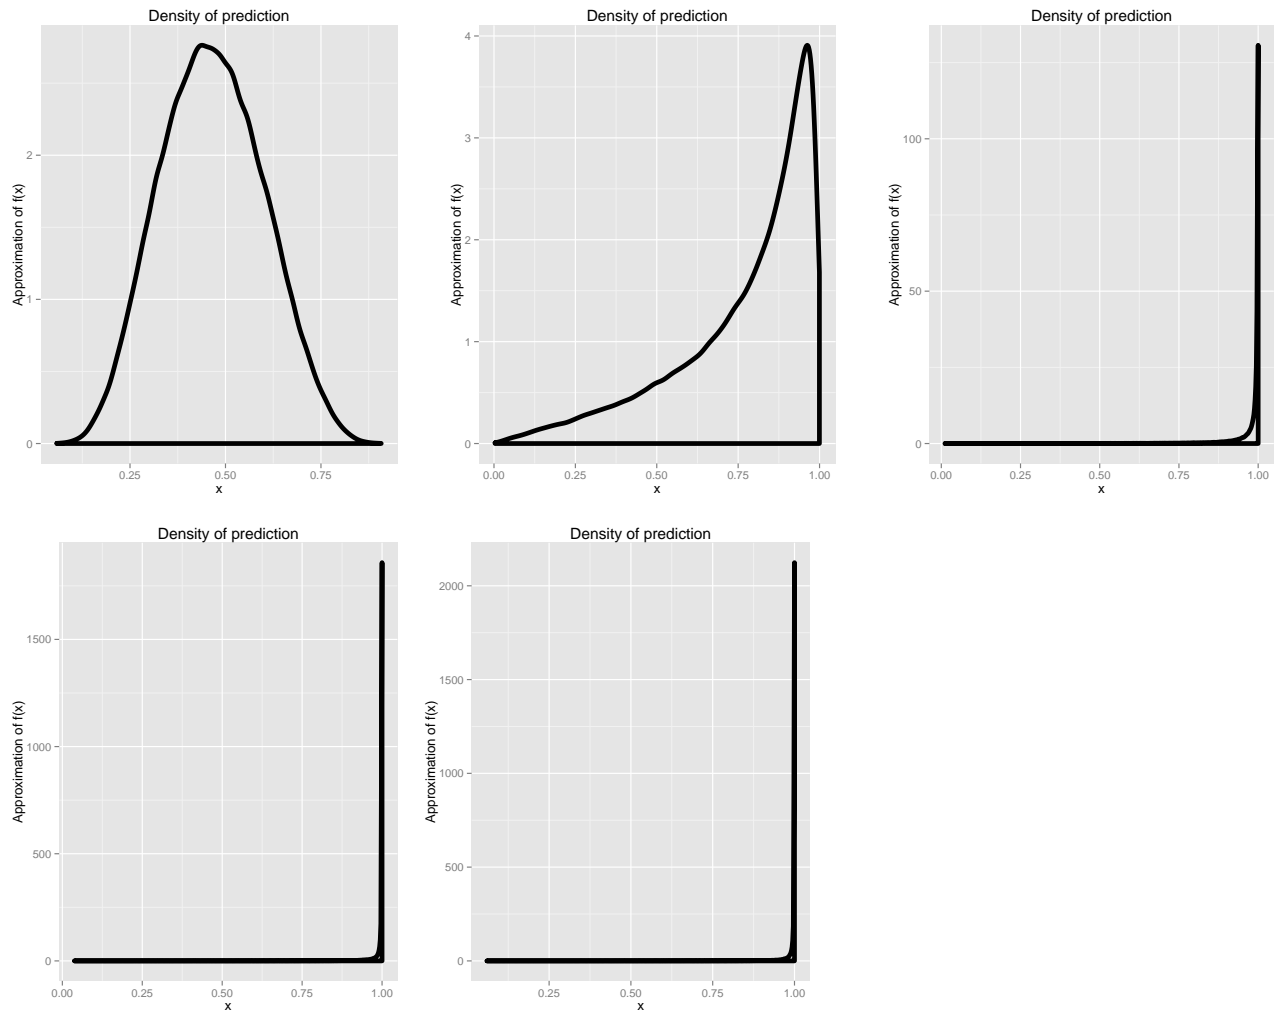 Density of prediction
Approximation of f(x)
2
1
0
0.25 0.50 0.75
x
Density of prediction
Approximation of f(x)
4
3
2
1
0
0.00 0.25 0.50 0.75 1.00
x
Density of prediction
Approximation of f(x)
100
50
0
0.00 0.25 0.50 0.75 1.00
x
Density of prediction
Approximation of f(x)
1500
1000
500
0
0.00 0.25 0.50 0.75 1.00
x
Density of prediction
Approximation of f(x)
2000
1500
1000
500
0
0.25 0.50 0.75 1.00
x